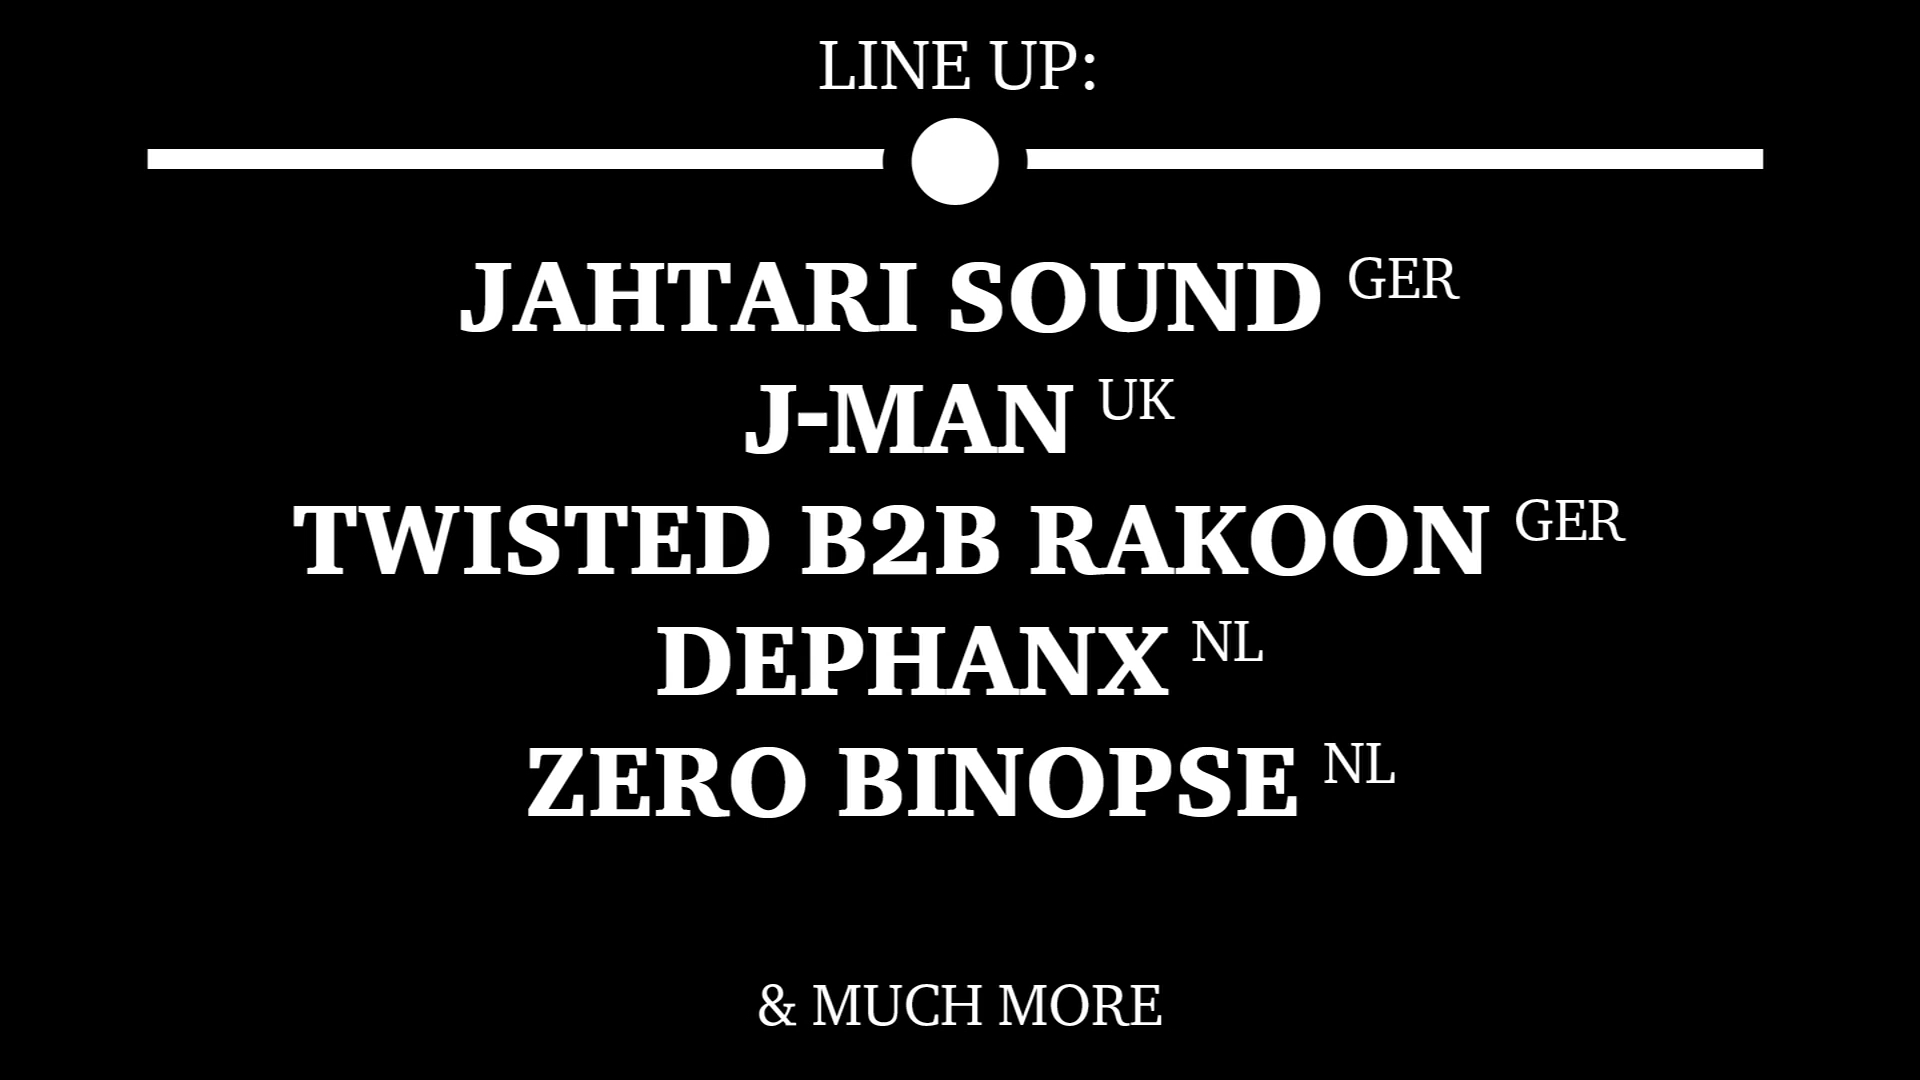 LINE UP:
JAHTARI SOUND GER
J-MAN UK
TWISTED B2B RAKOON GER
DEPHANX NL
ZERO BINOPSE NL
& MUCH MORE